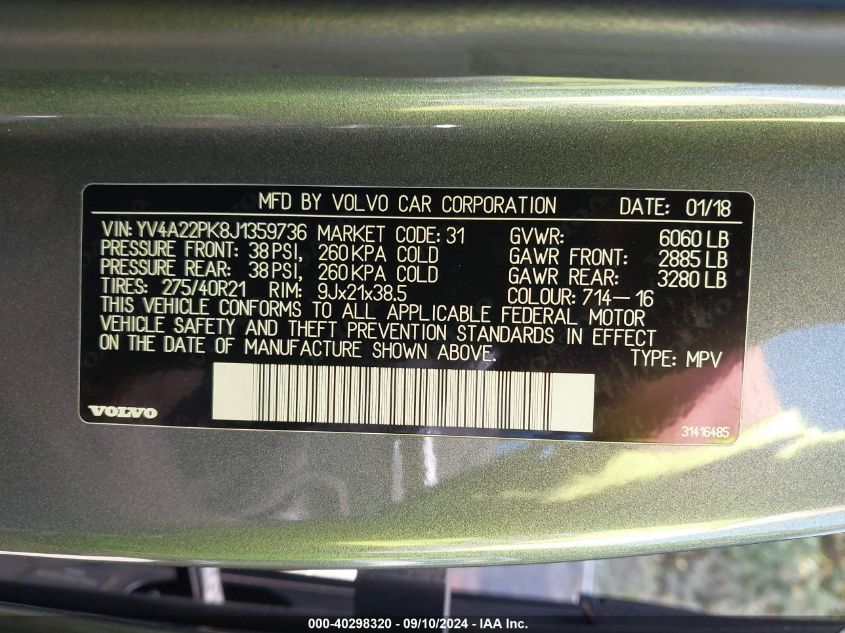 MFD BY VOLVO CAR CORPORATION DATE: 01/18
VIN: YV4A22PK8J1359736 MARKET CODE: 31 GVWR: 6060 LB
PRESSURE FRONT: 38 PSI, 260 KPA COLD GAWR FRONT: 2885 LB
PRESSURE REAR: 38 PSI, 260 KPA COLD GAWR REAR: 3280 LB
TIRES: 275/40R21 RIM: 9Jx21x38.5 COLOUR: 714-16
THIS VEHICLE CONFORMS TO ALL APPLICABLE FEDERAL MOTOR
VEHICLE SAFETY AND THEFT PREVENTION STANDARDS IN EFFECT
ON THE DATE OF MANUFACTURE SHOWN ABOVE. TYPE: MPV
VOLVO
31416485
000-40298320 - 09/10/2024 - IAA Inc.